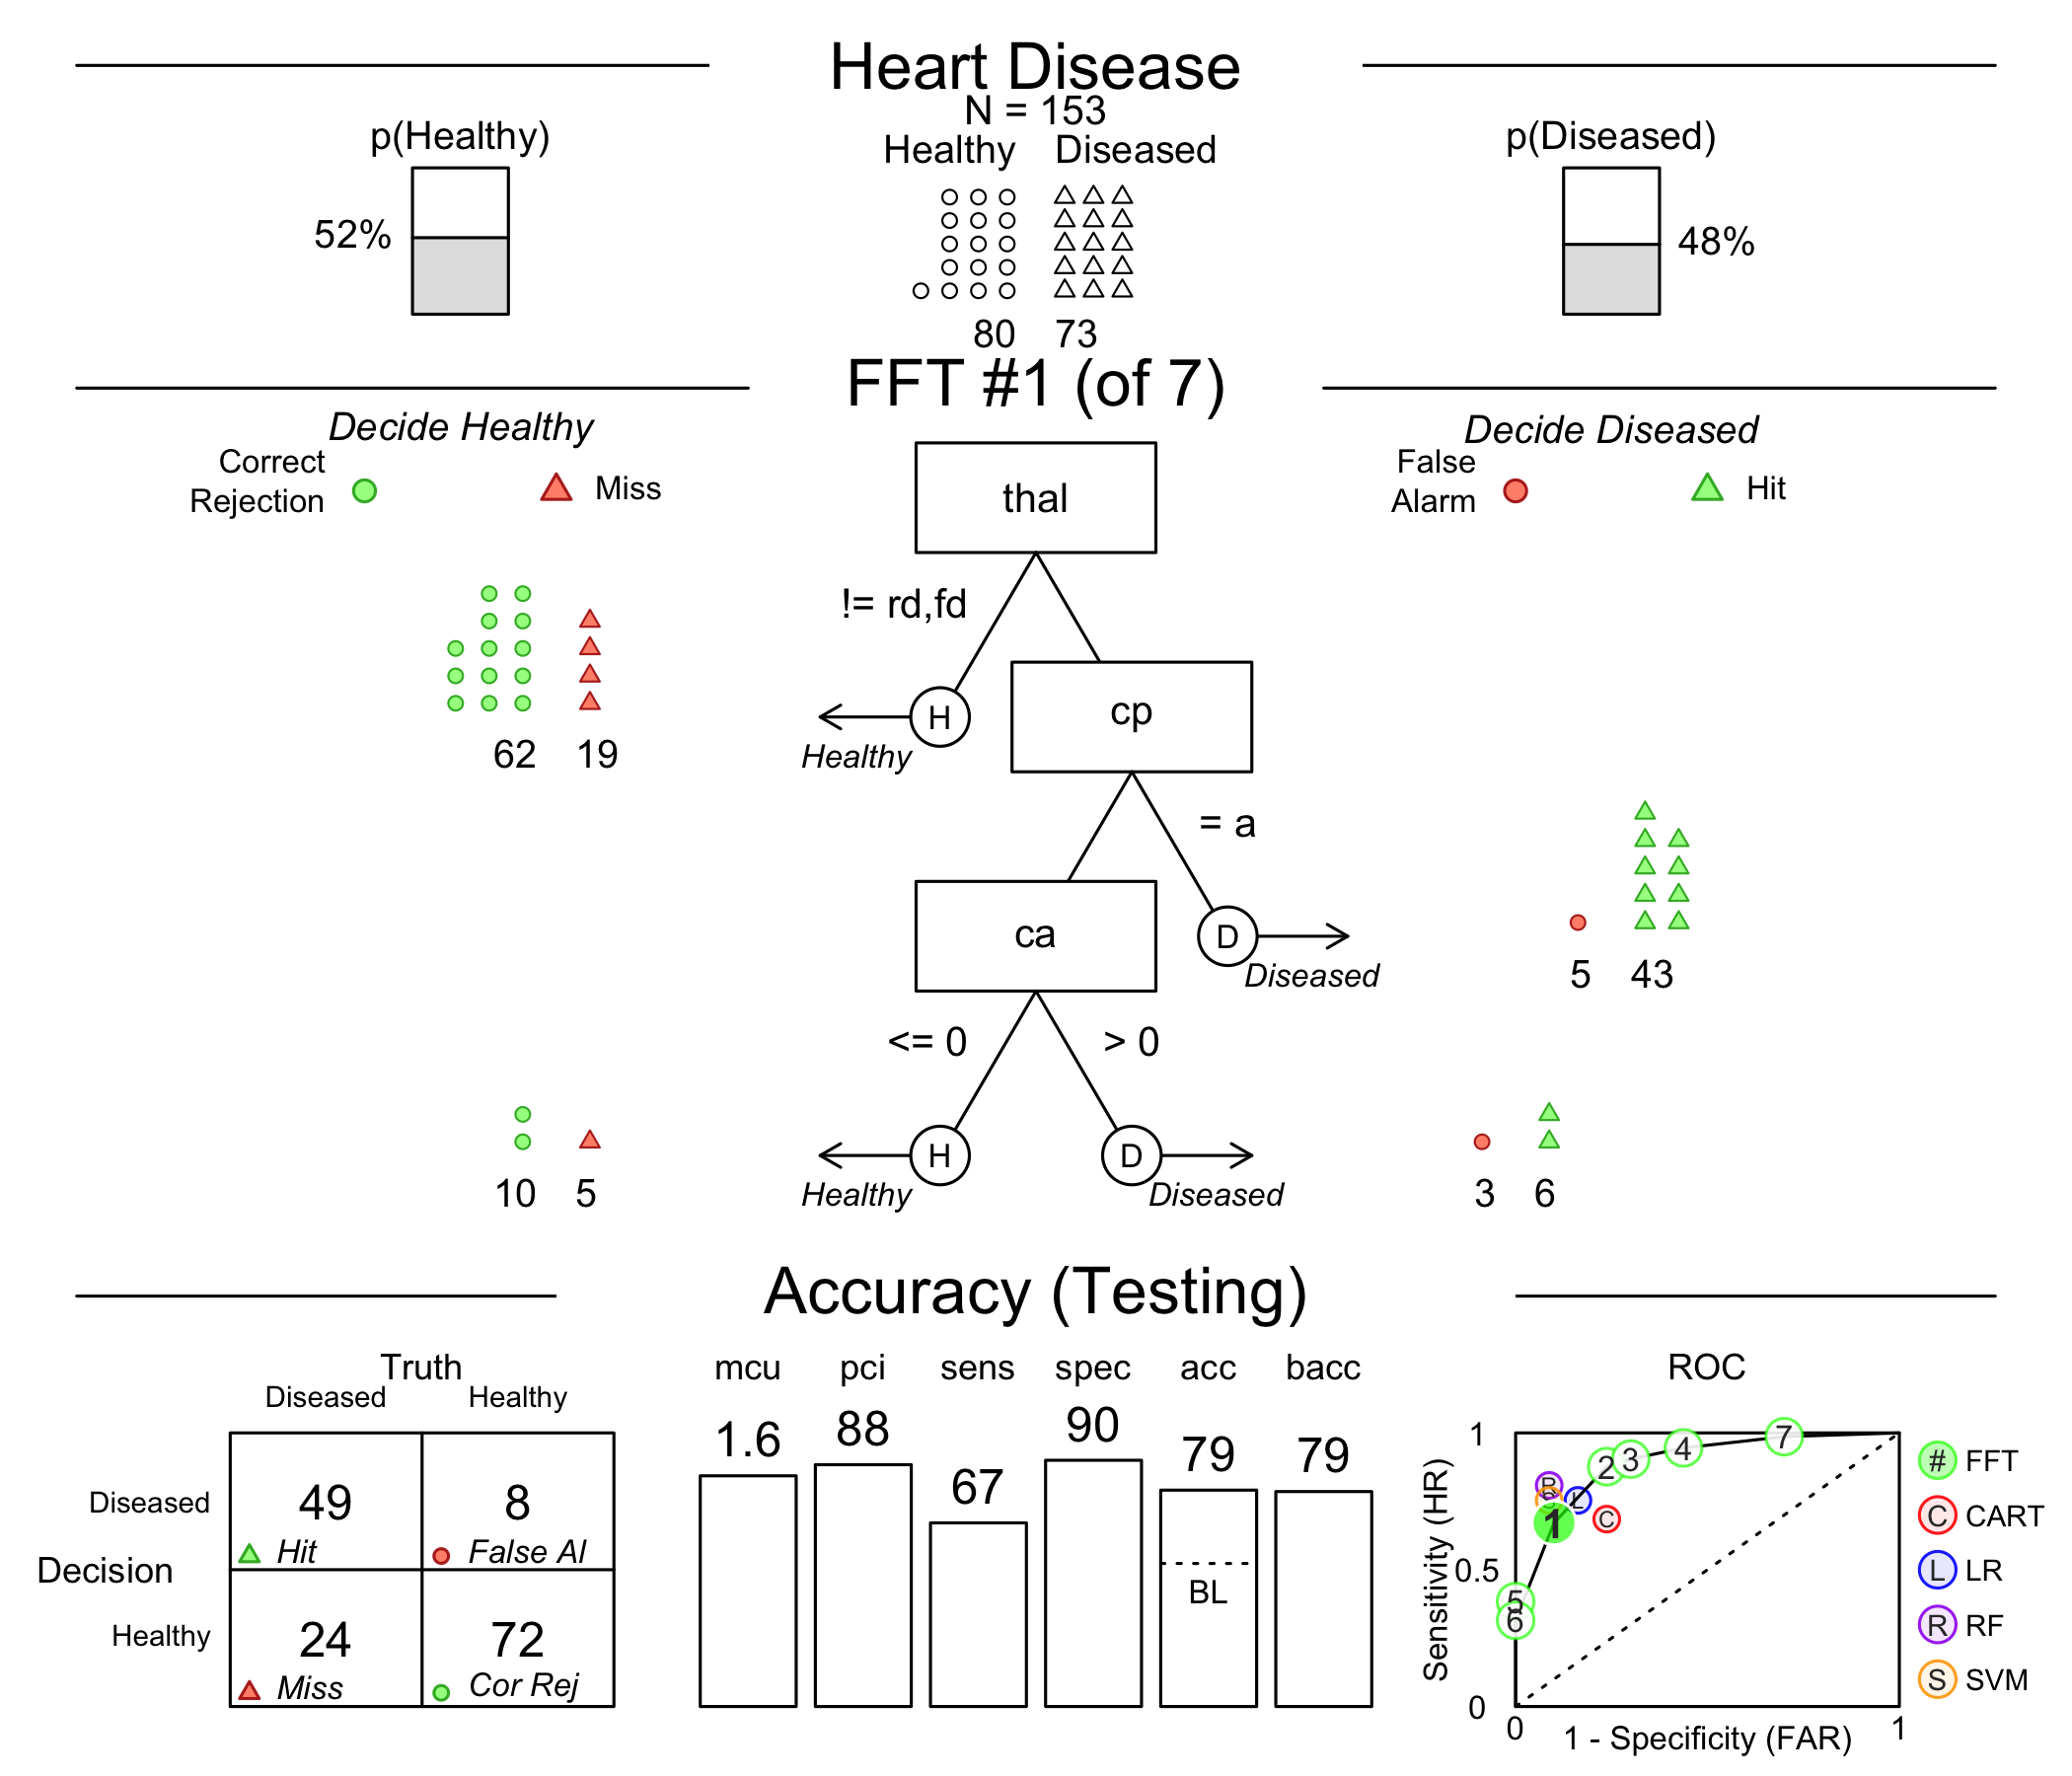 Heart Disease
N = 153
p(Healthy)
p(Diseased)
Healthy Diseased
52%
48%
80 73
FFT #1 (of 7)
Decide Healthy
Decide Diseased
Correct
Rejection
Miss
False
Alarm
Hit
thal
!= rd,fd
H
Healthy
cp
62 19
= a
ca
D
Diseased
5 43
<= 0
> 0
H
Healthy
D
Diseased
10 5
3 6
Accuracy (Testing)
Truth
Diseased Healthy
Decision
Diseased
49
Hit
8
False Al
Healthy
24
Miss
72
Cor Rej
mcu pci sens spec acc bacc
1.6 88 67 90 79 79
BL
ROC
Sensitivity (HR)
1
0.5
0
0 1
1 - Specificity (FAR)
2 3 4 7
R
S
L
C
1
5
6
# FFT
C CART
L LR
R RF
S SVM